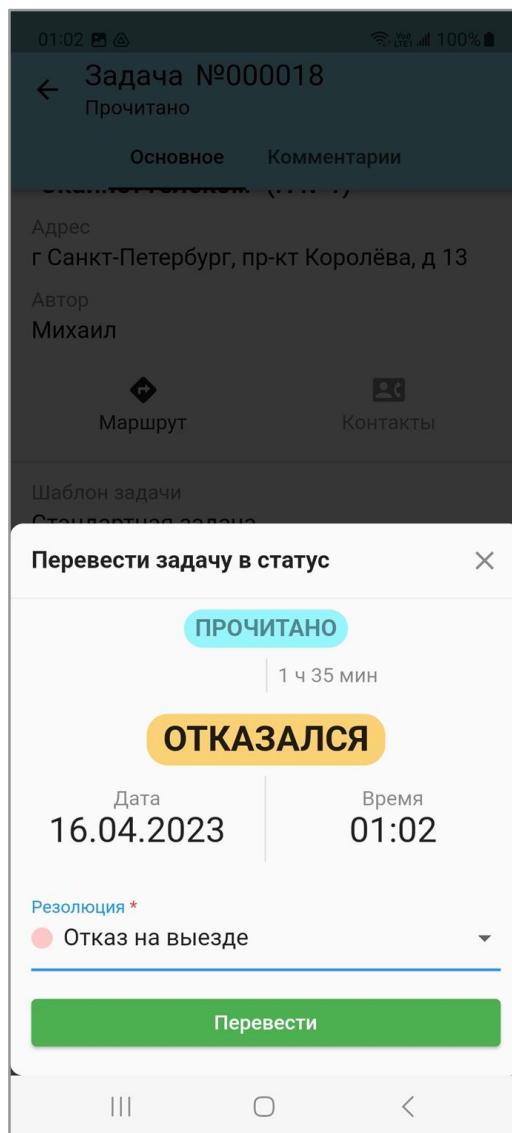 01:02
100%
Задача №000018
Прочитано
Основное Комментарии
Адрес
г Санкт-Петербург, пр-кт Королёва, д 13
Автор
Михаил
Маршрут Контакты
Шаблон задачи
Стандартная задача
Перевести задачу в статус
ПРОЧИТАНО
1 ч 35 мин
ОТКАЗАЛСЯ
Дата Время
16.04.2023 01:02
Резолюция *
Отказ на выезде
Перевести